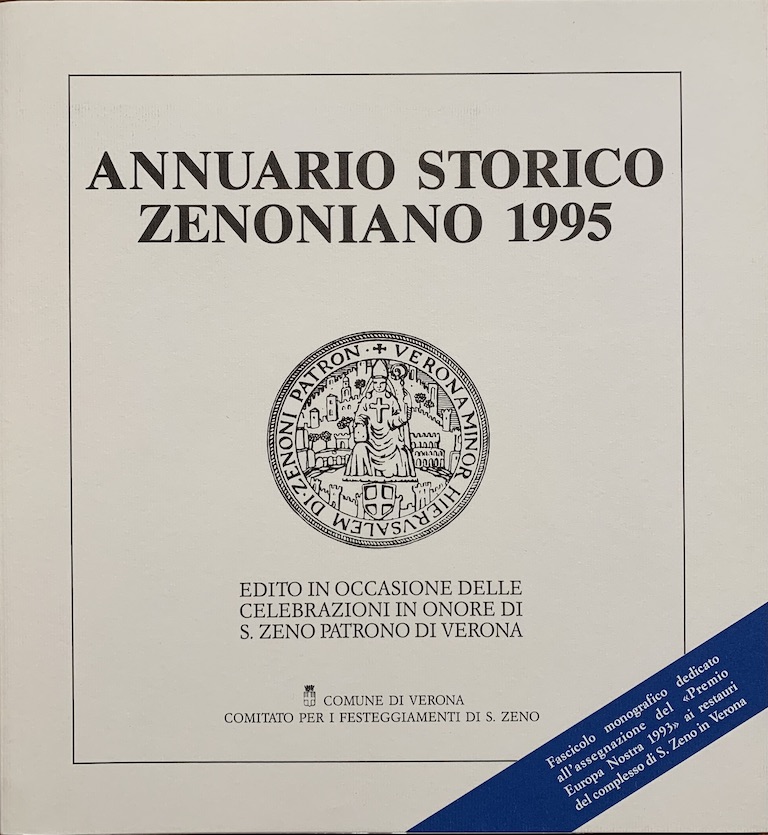 ANNUARIO STORICO
ZENONIANO 1995
+ VERONA MINOR HIERVSALEM DI·ZENONI PATRON·
EDITO IN OCCASIONE DELLE
CELEBRAZIONI IN ONORE DI
S. ZENO PATRONO DI VERONA
COMUNE DI VERONA
COMITATO PER I FESTEGGIAMENTI DI S. ZENO
Fascicolo monografico dedicato
all'assegnazione del «Premio
Europa Nostra 1993» ai restauri
del complesso di S. Zeno in Verona